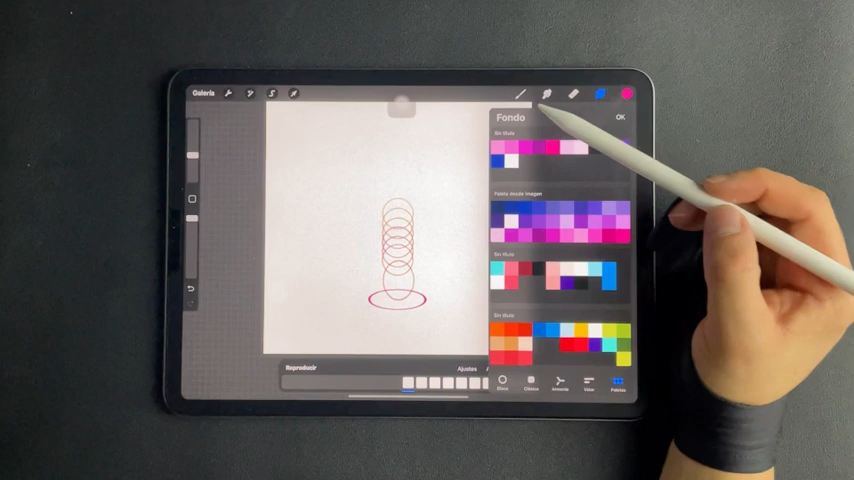 Galería
Fondo
OK
Sin título
Paleta desde imagen
Sin título
Sin título
Reproducir
Ajustes
Disco
Clásico
Armonía
Valor
Paletas